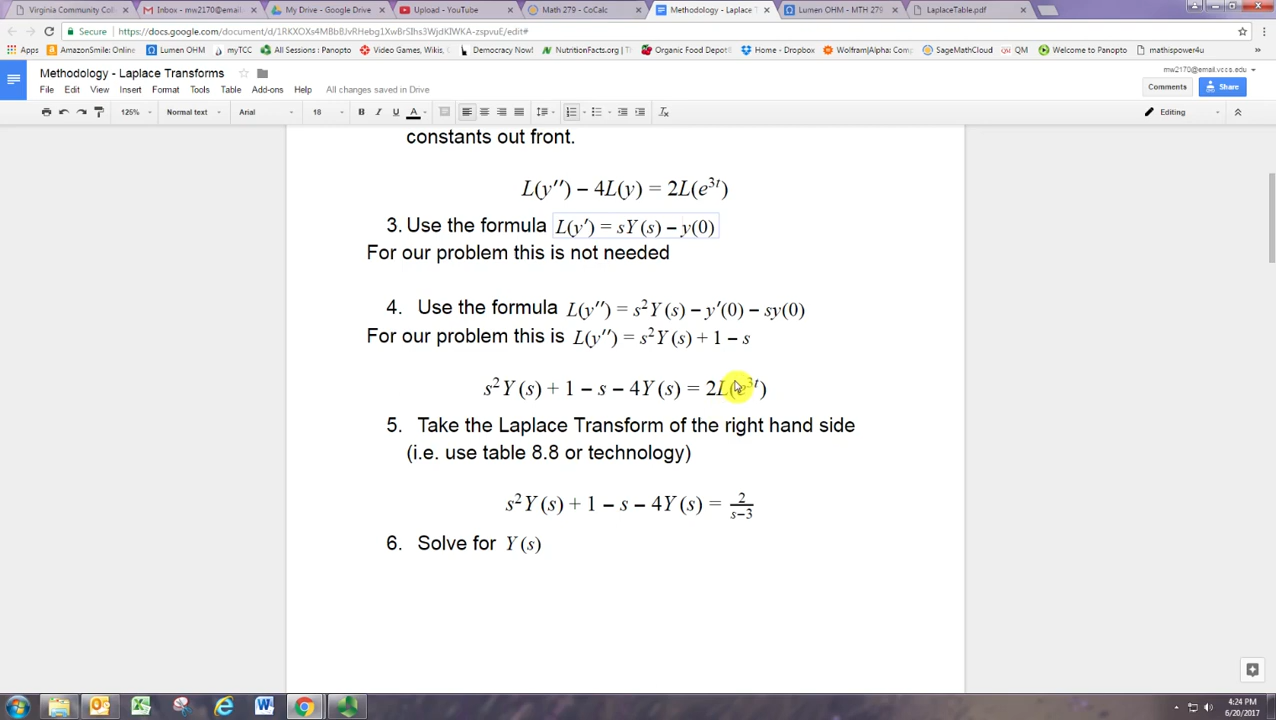 Virginia Community Coll
Inbox - mw2170@email.
My Drive - Google Drive
Upload - YouTube
Math 279 - CoCalc
Methodology - Laplace T
Lumen OHM - MTH 279
LaplaceTable.pdf
Secure https://docs.google.com/document/d/1RKXOXs4MBbBJvRHebg1XwBrSIhs3WjdKIWKA-zspvuE/edit#
Apps AmazonSmile: Online Lumen OHM myTCC All Sessions : Panopto Video Games, Wiki, Democracy Now! NutritionFacts.org | Organic Food Depot | Home - Dropbox Wolfram|Alpha: Comp SageMathCloud QM Welcome to Panopto mathispower4u
Methodology - Laplace Transforms
mw2170@email.vccs.edu
File Edit View Insert Format Tools Table Add-ons Help All changes saved in Drive
Comments Share
125% Normal text Arial 18 Editing
constants out front.
L(y′′) − 4L(y) = 2L(e³ᵗ)
3. Use the formula L(y′) = sY(s) − y(0)
For our problem this is not needed
4. Use the formula L(y′′) = s²Y(s) − y′(0) − sy(0)
For our problem this is L(y′′) = s²Y(s) + 1 − s
s²Y(s) + 1 − s − 4Y(s) = 2L(e³ᵗ)
5. Take the Laplace Transform of the right hand side
(i.e. use table 8.8 or technology)
s²Y(s) + 1 − s − 4Y(s) = 2/(s−3)
6. Solve for Y(s)
4:24 PM
6/20/2017